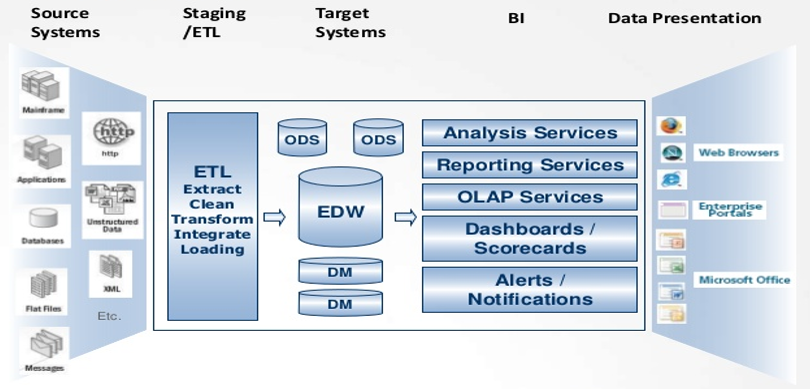 Source
Systems
Staging
/ETL
Target
Systems
BI
Data Presentation
Mainframe
Applications
Databases
Flat Files
Messages
http
http
Unstructured
Data
XML
Etc.
ETL
Extract
Clean
Transform
Integrate
Loading
ODS
ODS
EDW
DM
DM
Analysis Services
Reporting Services
OLAP Services
Dashboards /
Scorecards
Alerts /
Notifications
Web Browsers
Enterprise
Portals
Microsoft Office